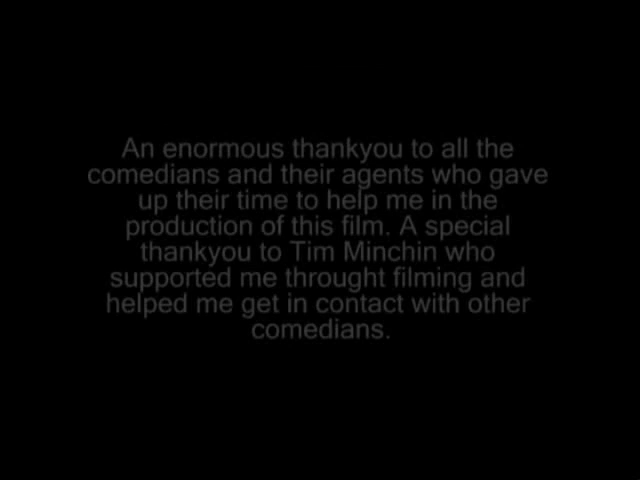 An enormous thankyou to all the
comedians and their agents who gave
up their time to help me in the
production of this film. A special
thankyou to Tim Minchin who
supported me throught filming and
helped me get in contact with other
comedians.